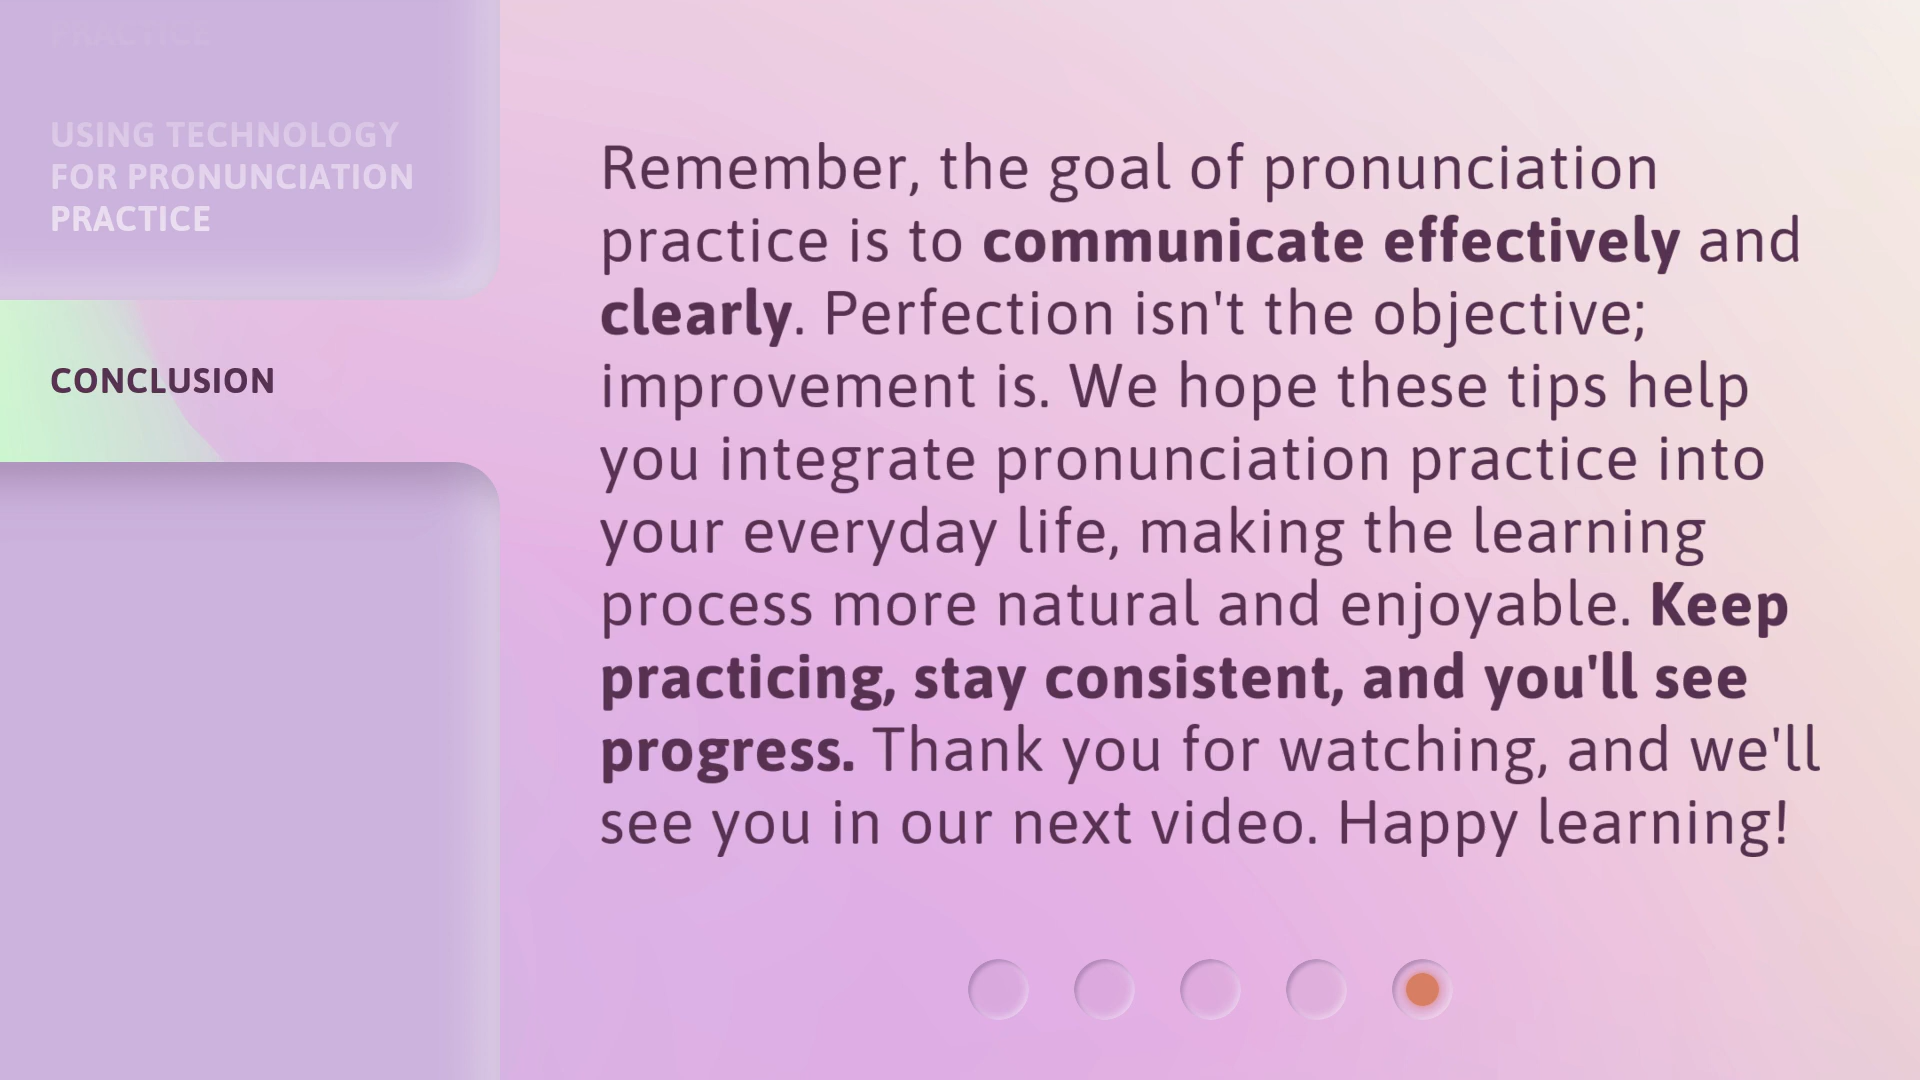 PRACTICE
USING TECHNOLOGY
FOR PRONUNCIATION
PRACTICE
CONCLUSION
Remember, the goal of pronunciation
practice is to communicate effectively and
clearly. Perfection isn't the objective;
improvement is. We hope these tips help
you integrate pronunciation practice into
your everyday life, making the learning
process more natural and enjoyable. Keep
practicing, stay consistent, and you'll see
progress. Thank you for watching, and we'll
see you in our next video. Happy learning!